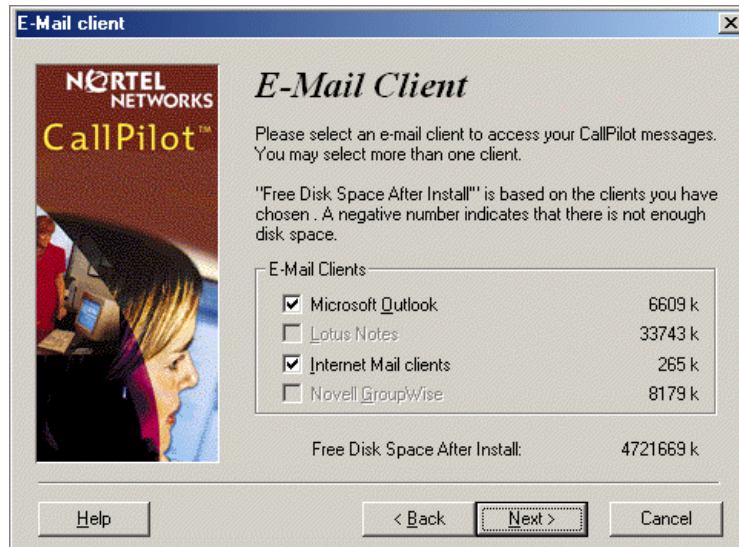 E-Mail client
NORTEL
NETWORKS
CallPilot™
E-Mail Client
Please select an e-mail client to access your CallPilot messages.
You may select more than one client.
"Free Disk Space After Install"' is based on the clients you have
chosen . A negative number indicates that there is not enough
disk space.
E-Mail Clients
Microsoft Outlook 6609 k
Lotus Notes 33743 k
Internet Mail clients 265 k
Novell GroupWise 8179 k
Free Disk Space After Install: 4721669 k
Help < Back Next > Cancel